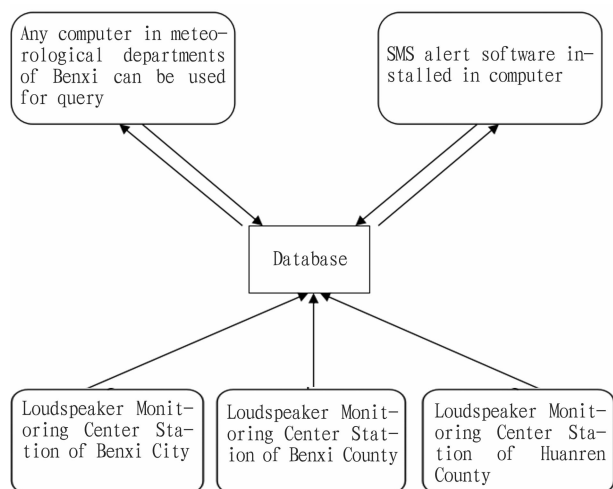 Any computer in meteo-
rological departments
of Benxi can be used
for query
SMS alert software in-
stalled in computer
Database
Loudspeaker Monit-
oring Center Station
of Benxi City
Loudspeaker Monit-
oring Center Stat-
ion of Benxi County
Loudspeaker Monit-
oring Center Sta-
tion of Huanren
County